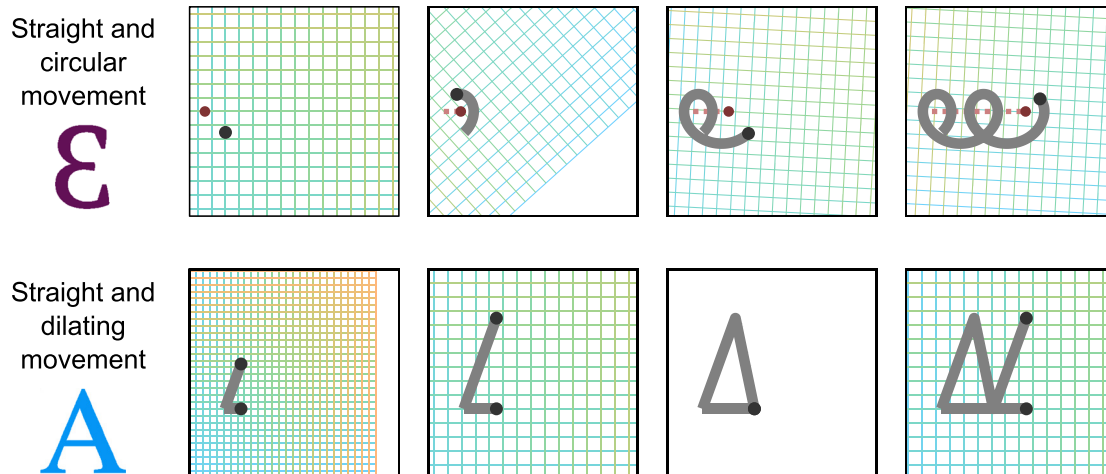 Straight and
circular
movement
Ɛ
Straight and
dilating
movement
A